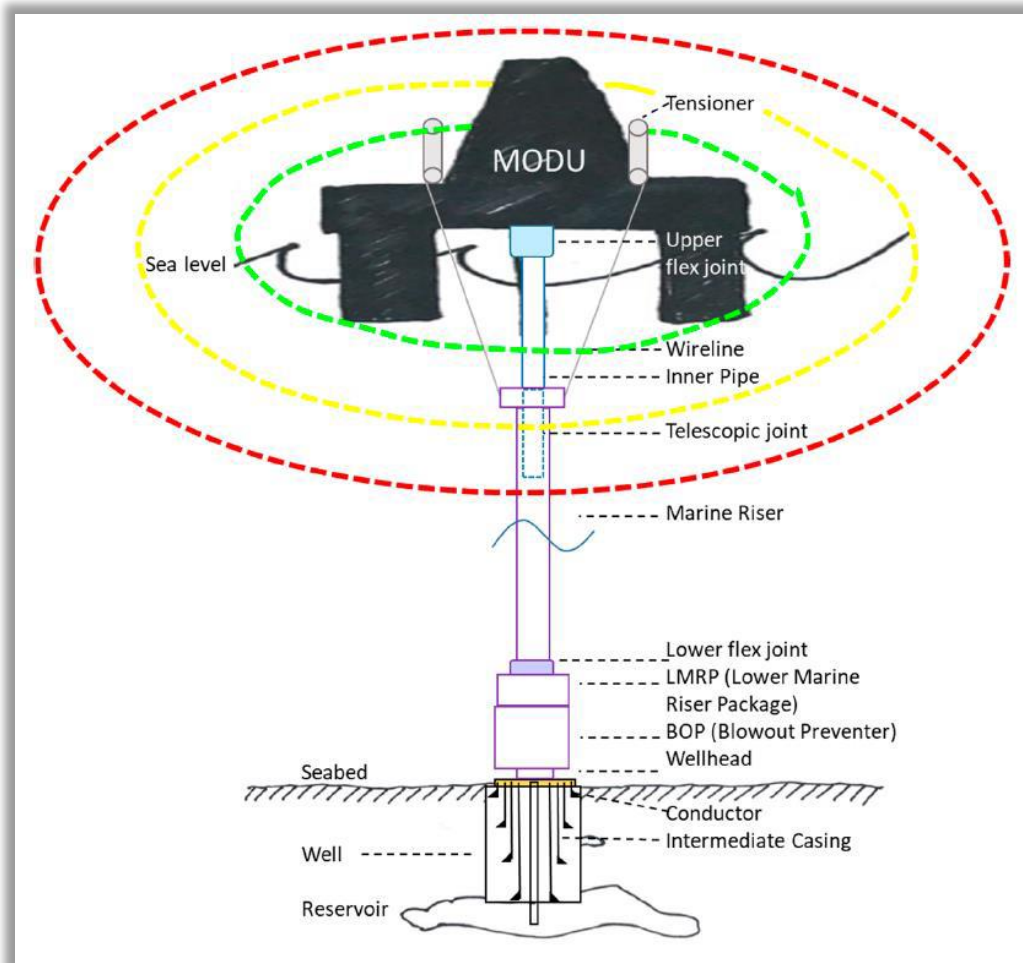 Tensioner
MODU
Upper
flex joint
Sea level
Wireline
Inner Pipe
Telescopic joint
Marine Riser
Lower flex joint
LMRP (Lower Marine
Riser Package)
BOP (Blowout Preventer)
Wellhead
Seabed
Conductor
Intermediate Casing
Well
Reservoir